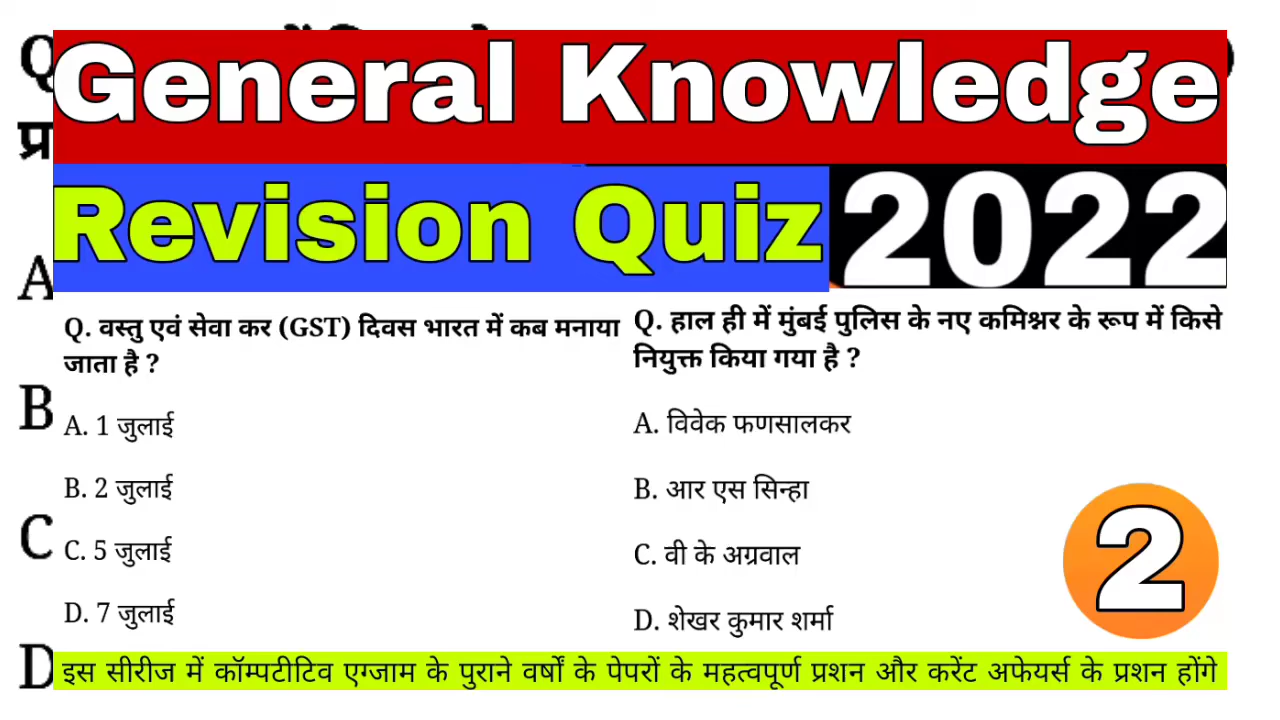 General Knowledge
Revision Quiz 2022
Q. वस्तु एवं सेवा कर (GST) दिवस भारत में कब मनाया
जाता है ?
A. 1 जुलाई
B. 2 जुलाई
C. 5 जुलाई
D. 7 जुलाई
Q. हाल ही में मुंबई पुलिस के नए कमिश्नर के रूप में किसे
नियुक्त किया गया है ?
A. विवेक फणसालकर
B. आर एस सिन्हा
C. वी के अग्रवाल
D. शेखर कुमार शर्मा
2
इस सीरीज में कॉम्पटीटिव एग्जाम के पुराने वर्षों के पेपरों के महत्वपूर्ण प्रशन और करेंट अफेयर्स के प्रशन होंगे
Q
प्र
A
B
C
D